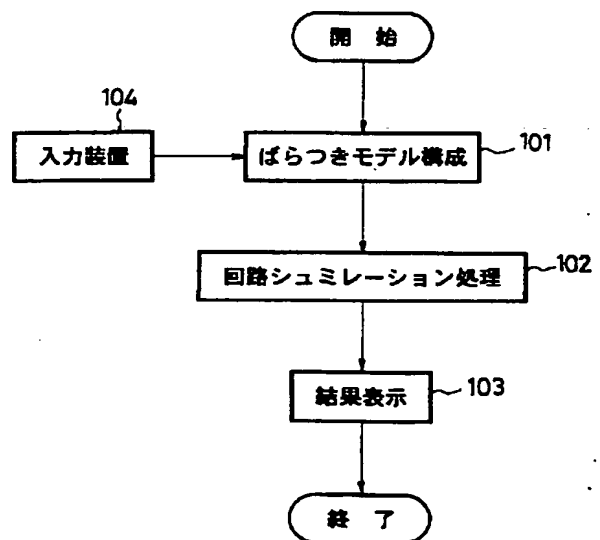 開 始
104
入力装置
ばらつきモデル構成
101
回路シュミレーション処理
102
結果表示
103
終 了